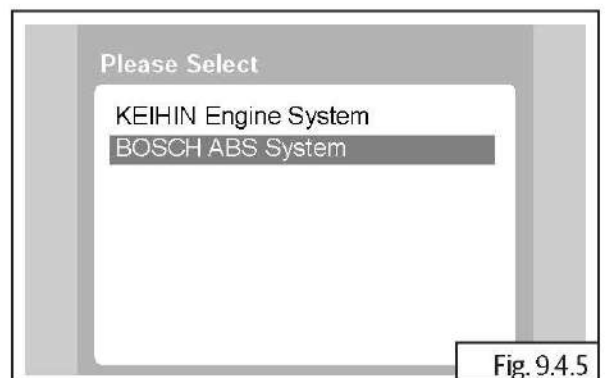 Please Select
KEIHIN Engine System
BOSCH ABS System
Fig. 9.4.5